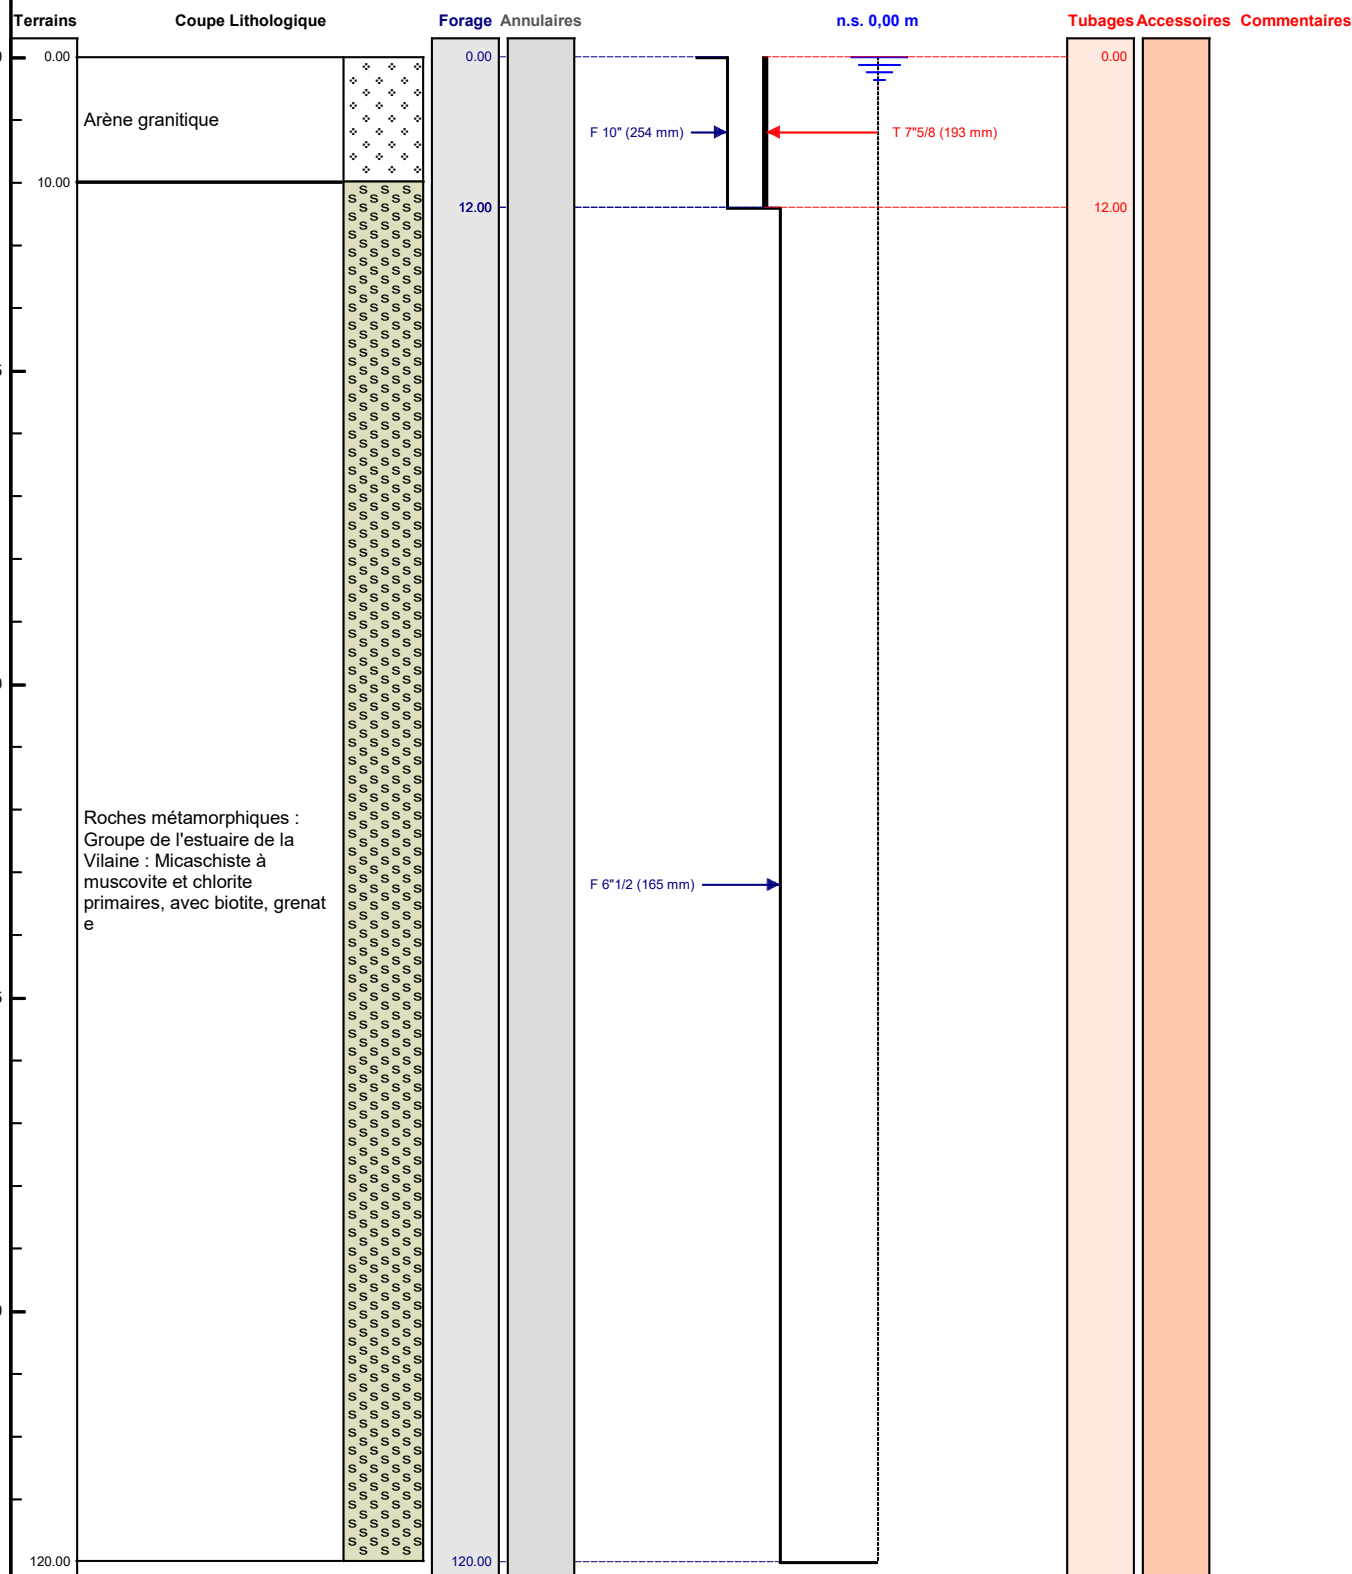 Terrains Coupe Lithologique Forage Annulaires n.s. 0,00 m Tubages Accessoires Commentaires
0.00 0.00 0.00
Arène granitique
F 10" (254 mm) T 7"5/8 (193 mm)
10.00
12.00 12.00
Roches métamorphiques :
Groupe de l'estuaire de la
Vilaine : Micaschiste à
muscovite et chlorite
primaires, avec biotite, grenat
e
F 6"1/2 (165 mm)
120.00 120.00